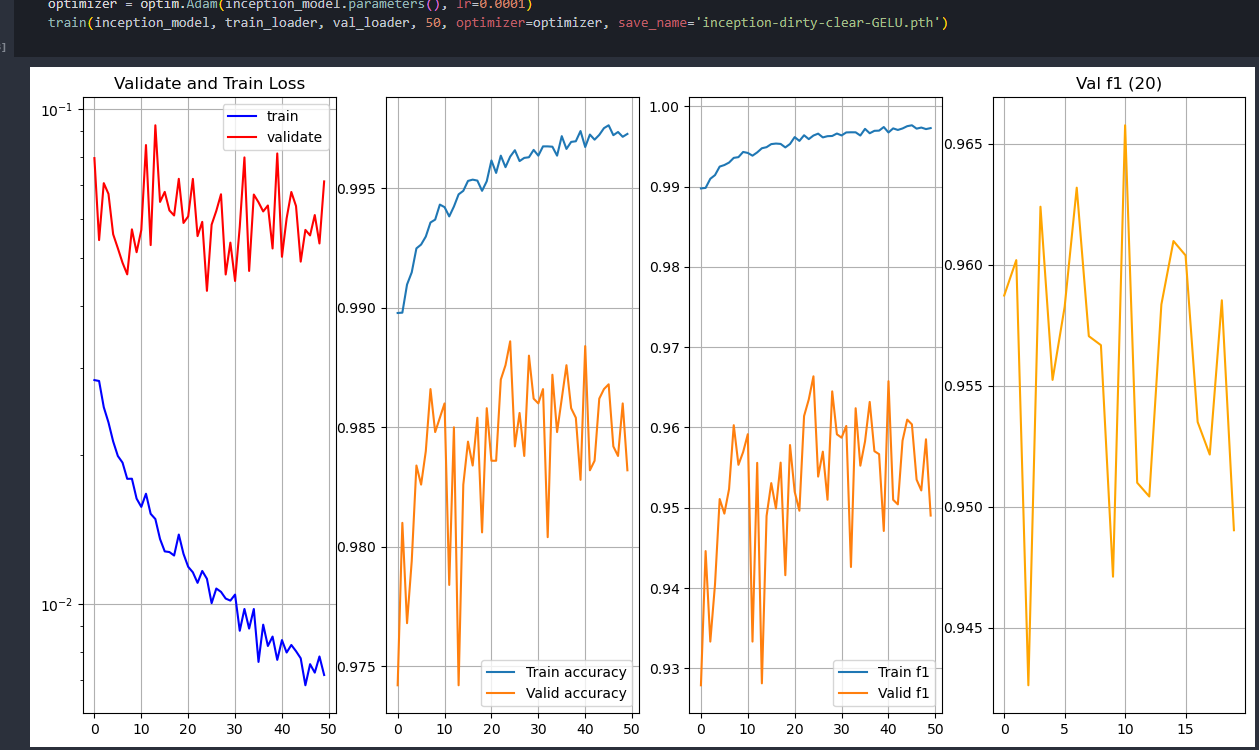 optimizer = optim.Adam(inception_model.parameters(), lr=0.0001)
train(inception_model, train_loader, val_loader, 50, optimizer=optimizer, save_name='inception-dirty-clear-GELU.pth')
Validate and Train Loss
Val f1 (20)
train
validate
10⁻¹
10⁻²
0 10 20 30 40 50
0.995
0.990
0.985
0.980
0.975
Train accuracy
Valid accuracy
0 10 20 30 40 50
1.00
0.99
0.98
0.97
0.96
0.95
0.94
0.93
Train f1
Valid f1
0 10 20 30 40 50
0.965
0.960
0.955
0.950
0.945
0 5 10 15